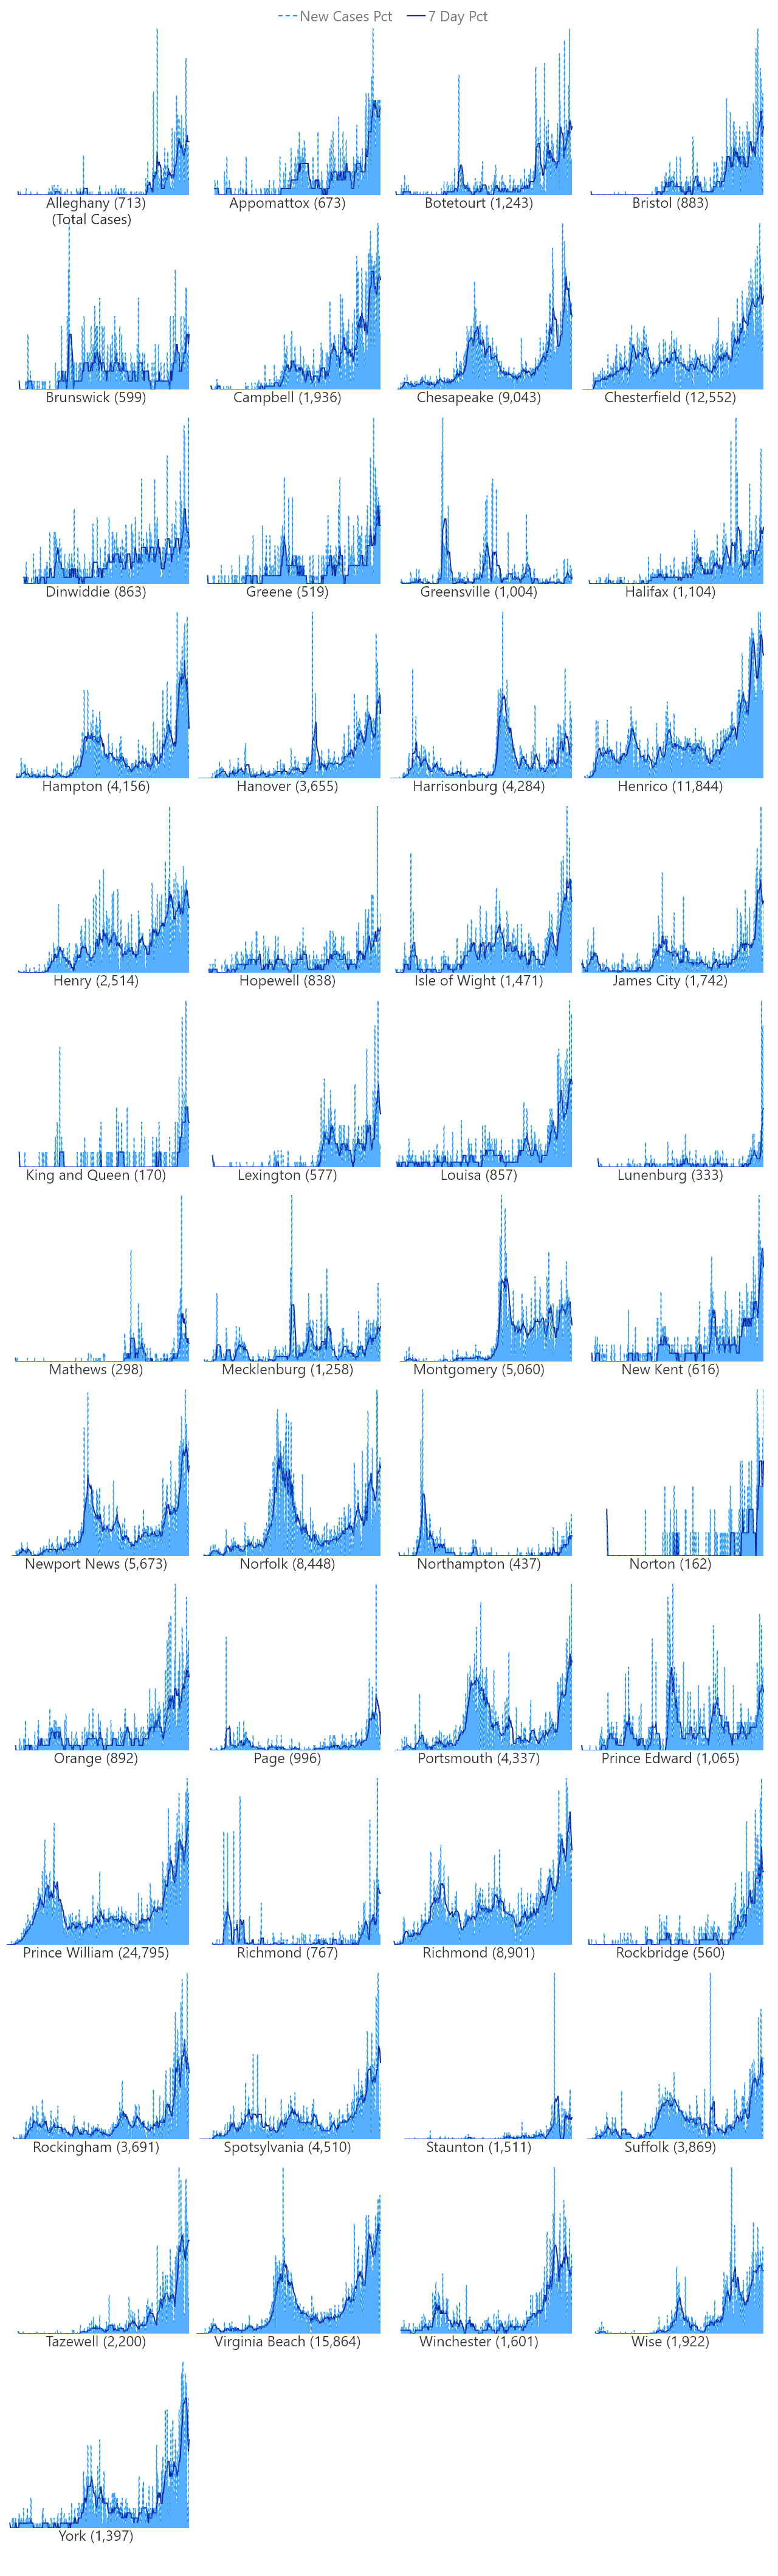 New Cases Pct 7 Day Pct
Alleghany (713) Appomattox (673) Botetourt (1,243) Bristol (883)
(Total Cases)
Brunswick (599) Campbell (1,936) Chesapeake (9,043) Chesterfield (12,552)
Dinwiddie (863) Greene (519) Greensville (1,004) Halifax (1,104)
Hampton (4,156) Hanover (3,655) Harrisonburg (4,284) Henrico (11,844)
Henry (2,514) Hopewell (838) Isle of Wight (1,471) James City (1,742)
King and Queen (170) Lexington (577) Louisa (857) Lunenburg (333)
Mathews (298) Mecklenburg (1,258) Montgomery (5,060) New Kent (616)
Newport News (5,673) Norfolk (8,448) Northampton (437) Norton (162)
Orange (892) Page (996) Portsmouth (4,337) Prince Edward (1,065)
Prince William (24,795) Richmond (767) Richmond (8,901) Rockbridge (560)
Rockingham (3,691) Spotsylvania (4,510) Staunton (1,511) Suffolk (3,869)
Tazewell (2,200) Virginia Beach (15,864) Winchester (1,601) Wise (1,922)
York (1,397)